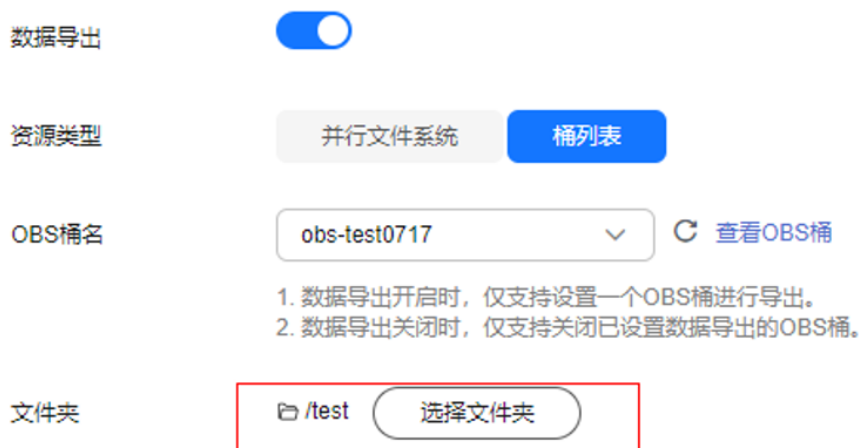 数据导出
资源类型 并行文件系统 桶列表
OBS桶名 obs-test0717 查看OBS桶
1. 数据导出开启时，仅支持设置一个OBS桶进行导出。
2. 数据导出关闭时，仅支持关闭已设置数据导出的OBS桶。
文件夹 /test 选择文件夹